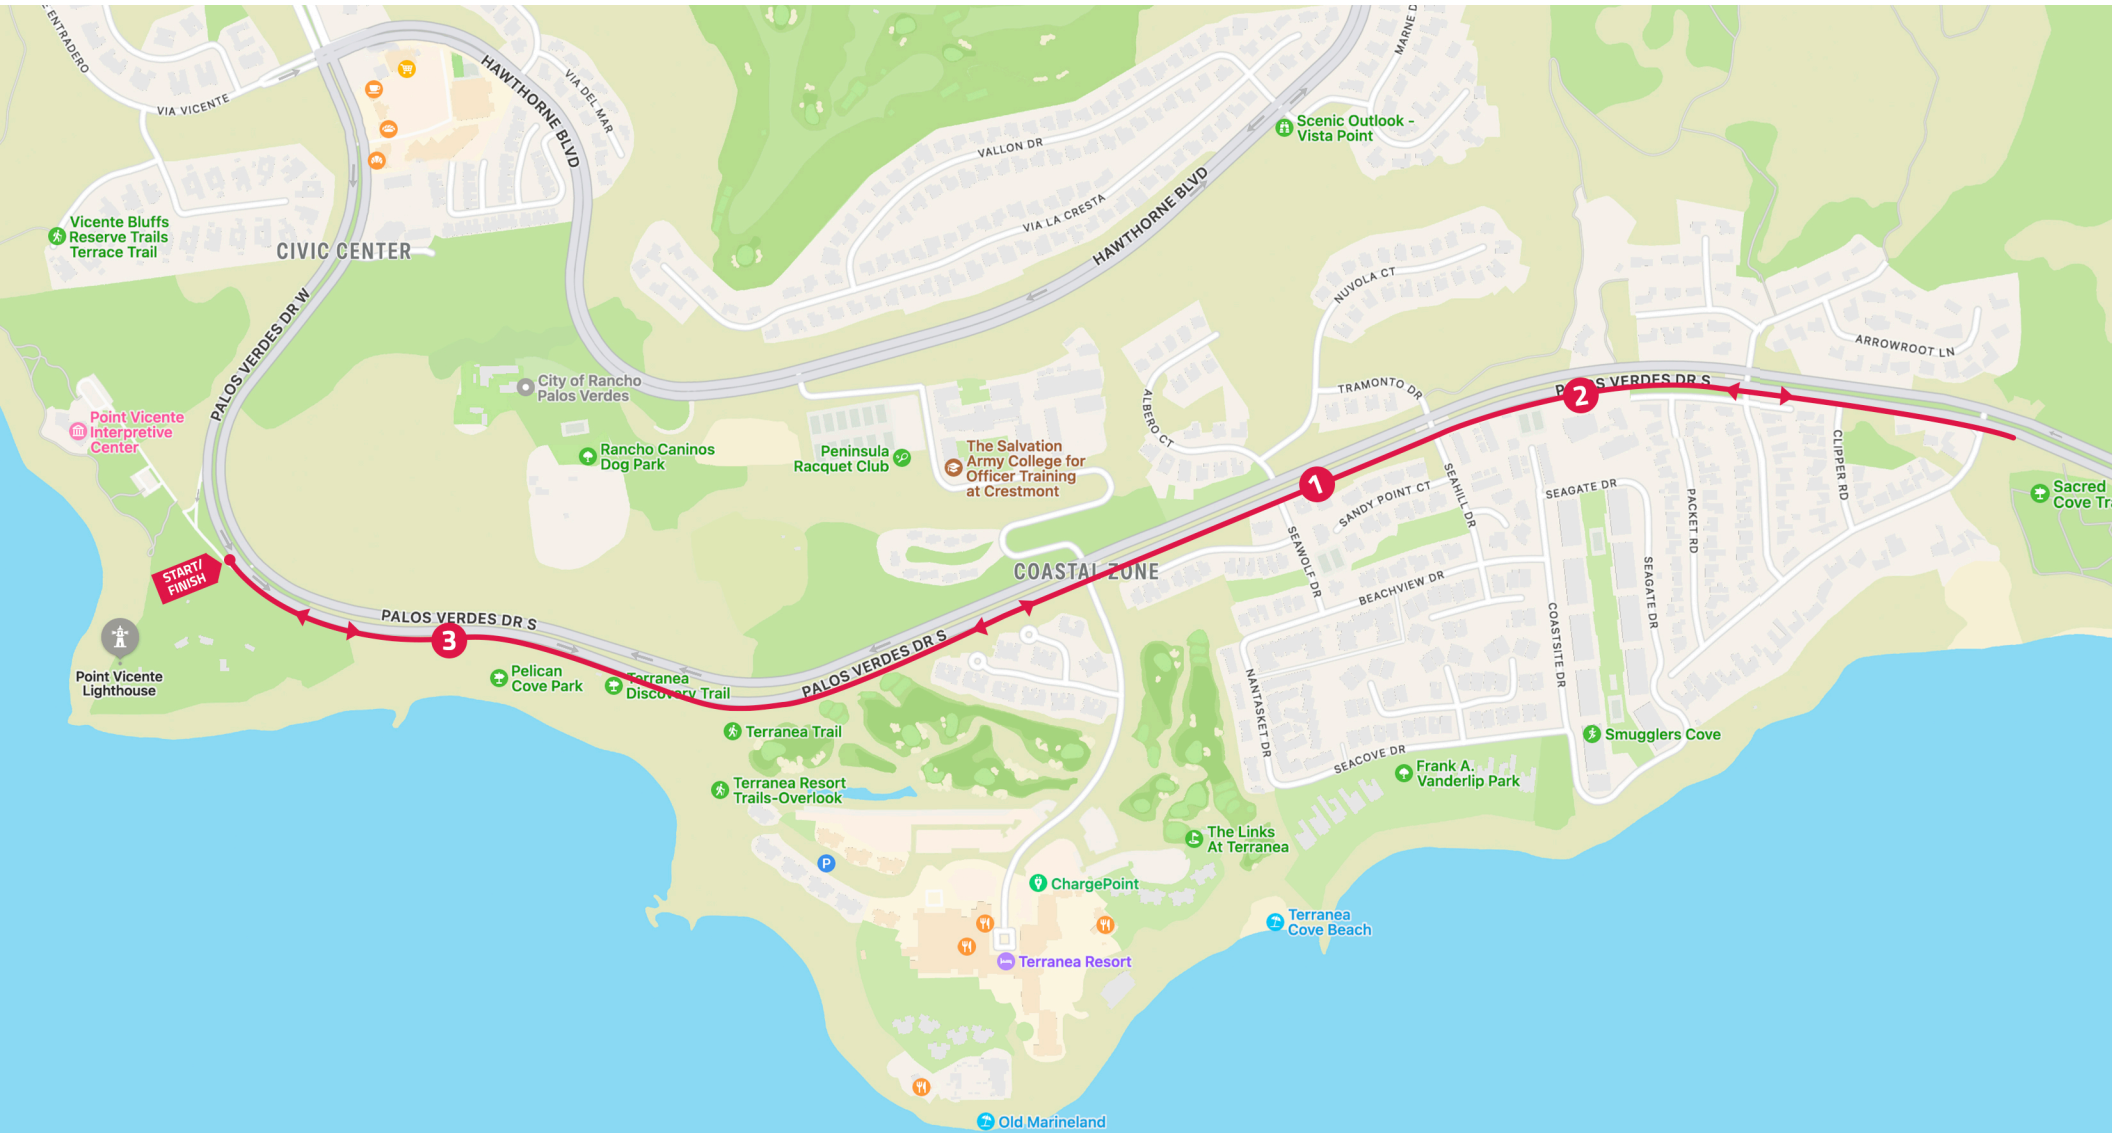 ENTRADERO
VIA VICENTE
HAWTHORNE BLVD
VIA DEL MAR
MARNE D
Scenic Outlook -
Vista Point
VALLON DR
VIA LA CRESTA
HAWTHORNE BLVD
Vicente Bluffs
Reserve Trails
Terrace Trail
CIVIC CENTER
PALOS VERDES DR W
NUVOLA CT
ARROWROOT LN
City of Rancho
Palos Verdes
TRAMONTO DR
S VERDES DR S
2
ALBERO CT
Point Vicente
Interpretive
Center
Rancho Caninos
Dog Park
Peninsula
Racquet Club
The Salvation
Army College for
Officer Training
at Crestmont
1
SANDY POINT CT
SEAHILL DR
SEAGATE DR
PACKET RD
CLIPPER RD
Sacred
Cove Tr
START/
FINISH
COASTAL ZONE
SEAWOLF DR
BEACHVIEW DR
SEAGATE DR
COASTSITE DR
PALOS VERDES DR S
3
PALOS VERDES DR S
Point Vicente
Lighthouse
Pelican
Cove Park
Terranea
Discovery Trail
Terranea Trail
NANTASKET DR
SEACOVE DR
Smugglers Cove
Frank A.
Vanderlip Park
Terranea Resort
Trails-Overlook
The Links
At Terranea
P
ChargePoint
Terranea
Cove Beach
Terranea Resort
Old Marineland